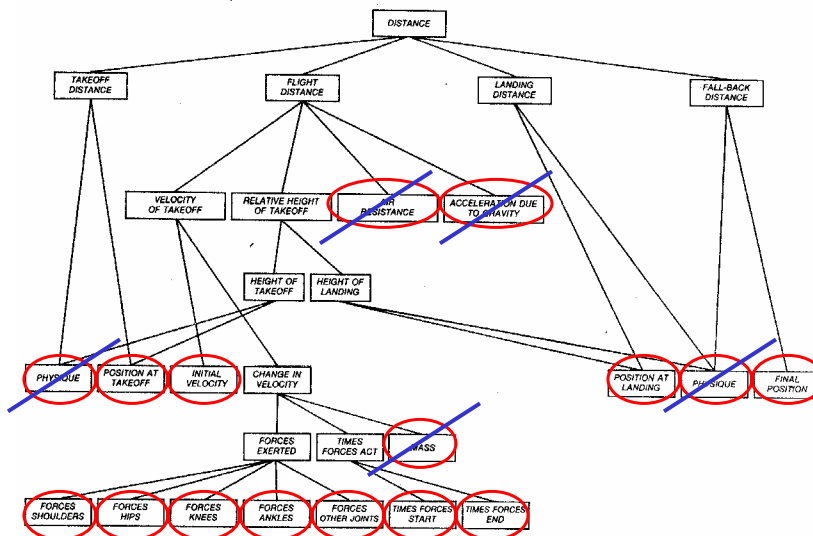 DISTANCE
TAKEOFF
DISTANCE
FLIGHT
DISTANCE
LANDING
DISTANCE
FALL-BACK
DISTANCE
VELOCITY
OF TAKEOFF
RELATIVE HEIGHT
OF TAKEOFF
AIR
RESISTANCE
ACCELERATION DUE
TO GRAVITY
HEIGHT OF
TAKEOFF
HEIGHT OF
LANDING
PHYSIQUE
POSITION AT
TAKEOFF
INITIAL
VELOCITY
CHANGE IN
VELOCITY
POSITION AT
LANDING
PHYSIQUE
FINAL
POSITION
FORCES
EXERTED
TIMES
FORCES ACT
MASS
FORCES
SHOULDERS
FORCES
HIPS
FORCES
KNEES
FORCES
ANKLES
FORCES
OTHER JOINTS
TIMES FORCES
START
TIMES FORCES
END